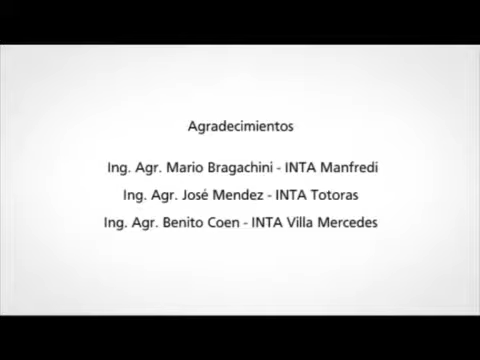 Agradecimientos
Ing. Agr. Mario Bragachini - INTA Manfredi
Ing. Agr. José Mendez - INTA Totoras
Ing. Agr. Benito Coen - INTA Villa Mercedes